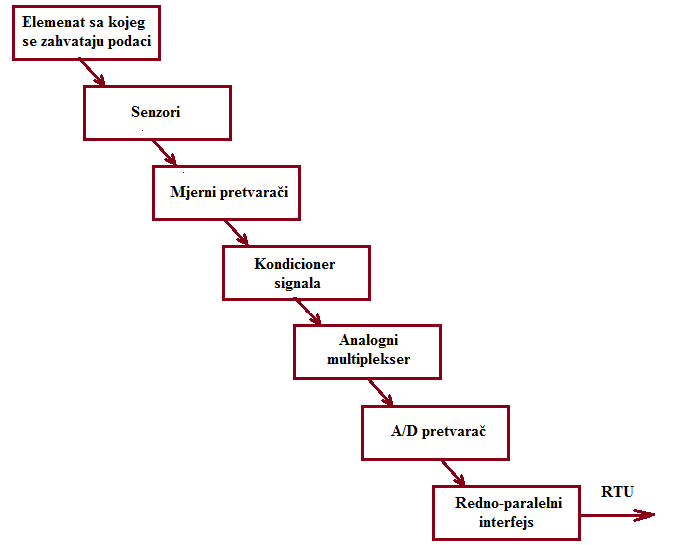 Elemenat sa kojeg
se zahvataju podaci
Senzori
Mjerni pretvarači
Kondicioner
signala
Analogni
multiplekser
A/D pretvarač
Redno-paralelni
interfejs
RTU